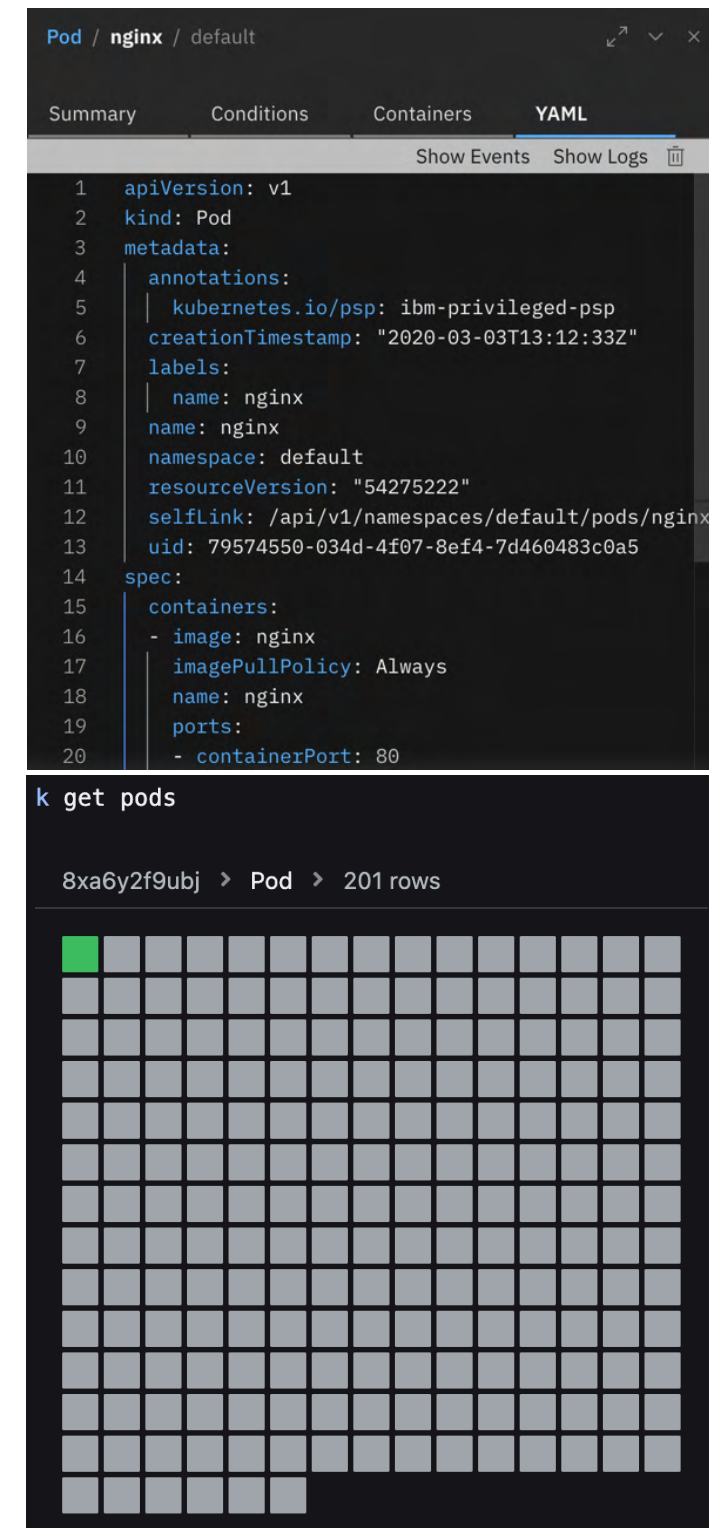 Pod / nginx / default
Summary Conditions Containers YAML
Show Events Show Logs
1 apiVersion: v1
2 kind: Pod
3 metadata:
4 annotations:
5 kubernetes.io/psp: ibm-privileged-psp
6 creationTimestamp: "2020-03-03T13:12:33Z"
7 labels:
8 name: nginx
9 name: nginx
10 namespace: default
11 resourceVersion: "54275222"
12 selfLink: /api/v1/namespaces/default/pods/nginx
13 uid: 79574550-034d-4f07-8ef4-7d460483c0a5
14 spec:
15 containers:
16 - image: nginx
17 imagePullPolicy: Always
18 name: nginx
19 ports:
20 - containerPort: 80
k get pods
8xa6y2f9ubj > Pod > 201 rows